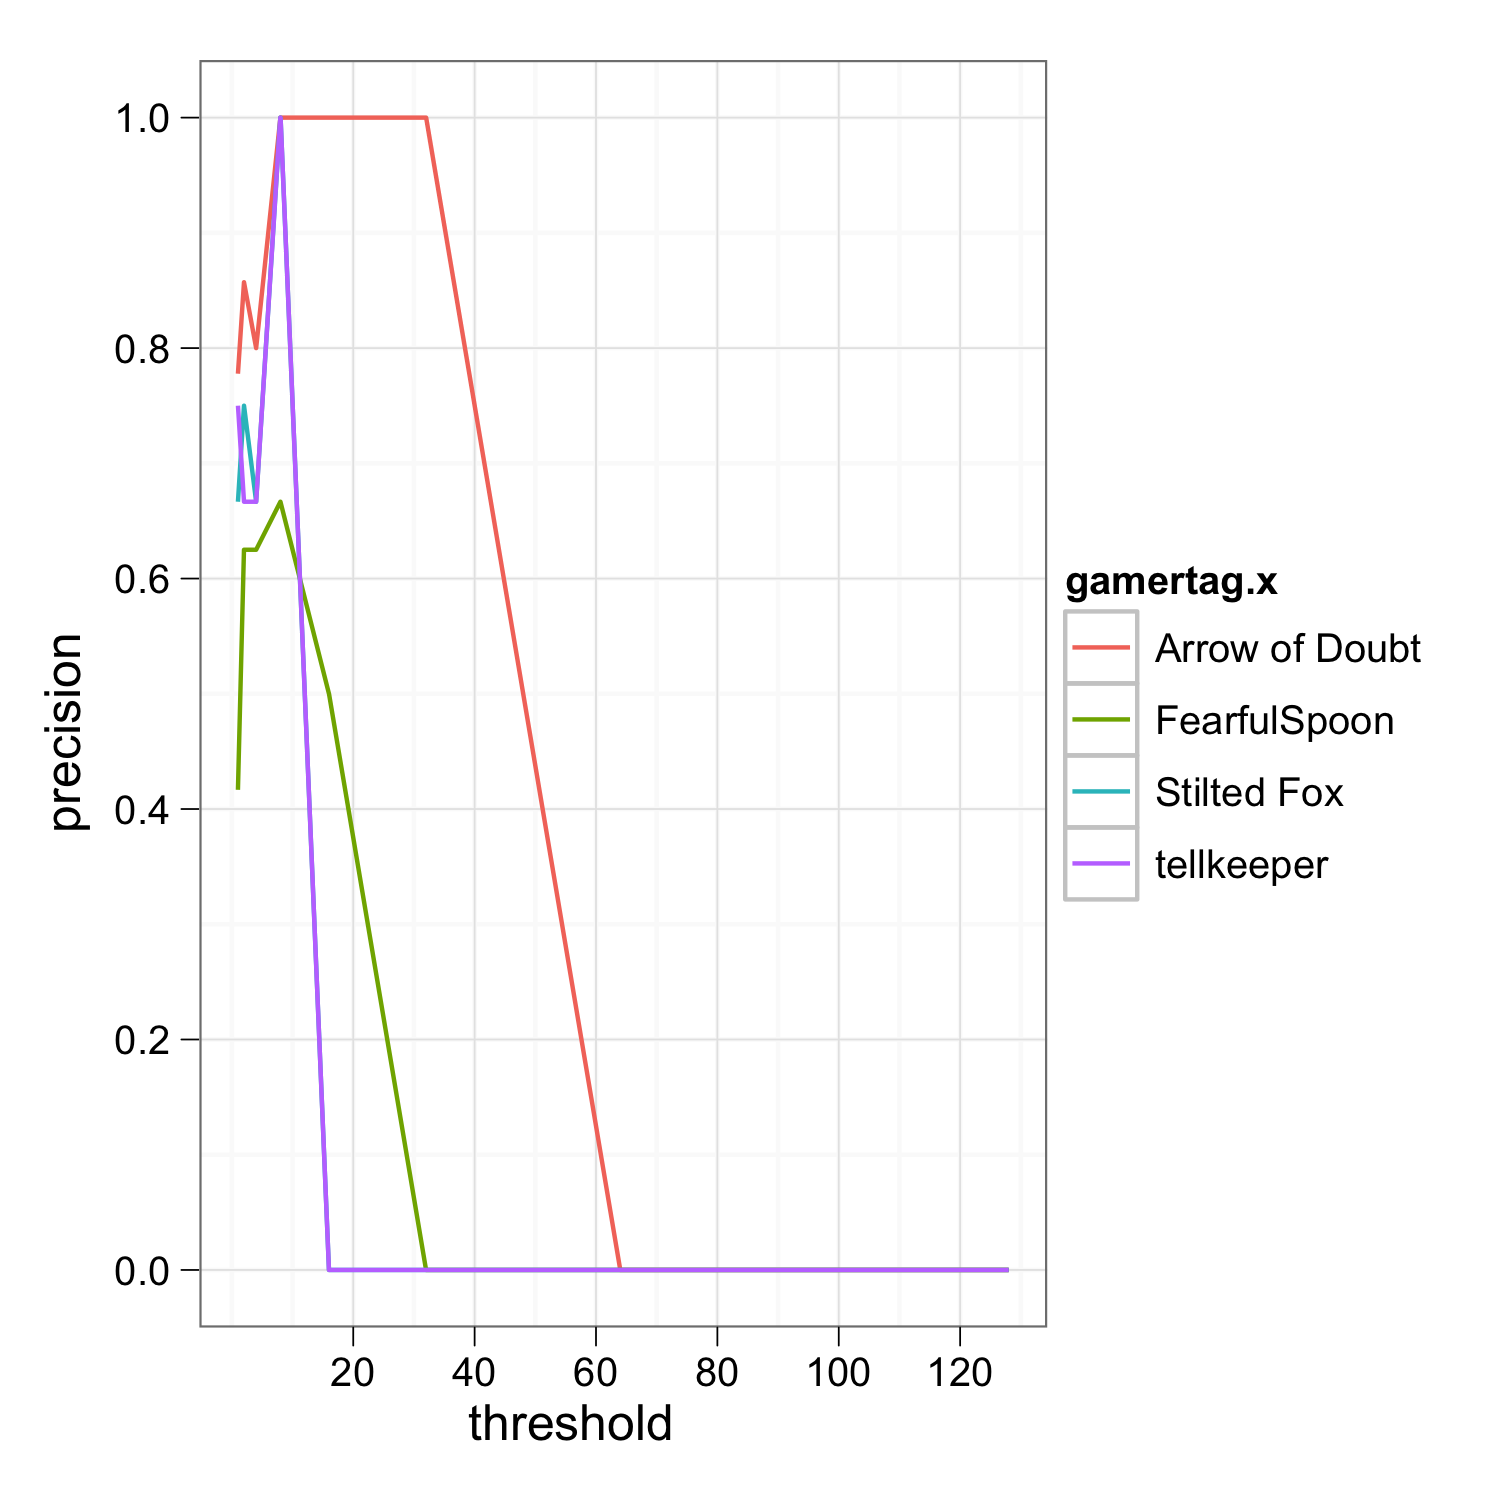 precision
1.0
0.8
0.6
0.4
0.2
0.0
20 40 60 80 100 120
threshold
gamertag.x
Arrow of Doubt
FearfulSpoon
Stilted Fox
tellkeeper